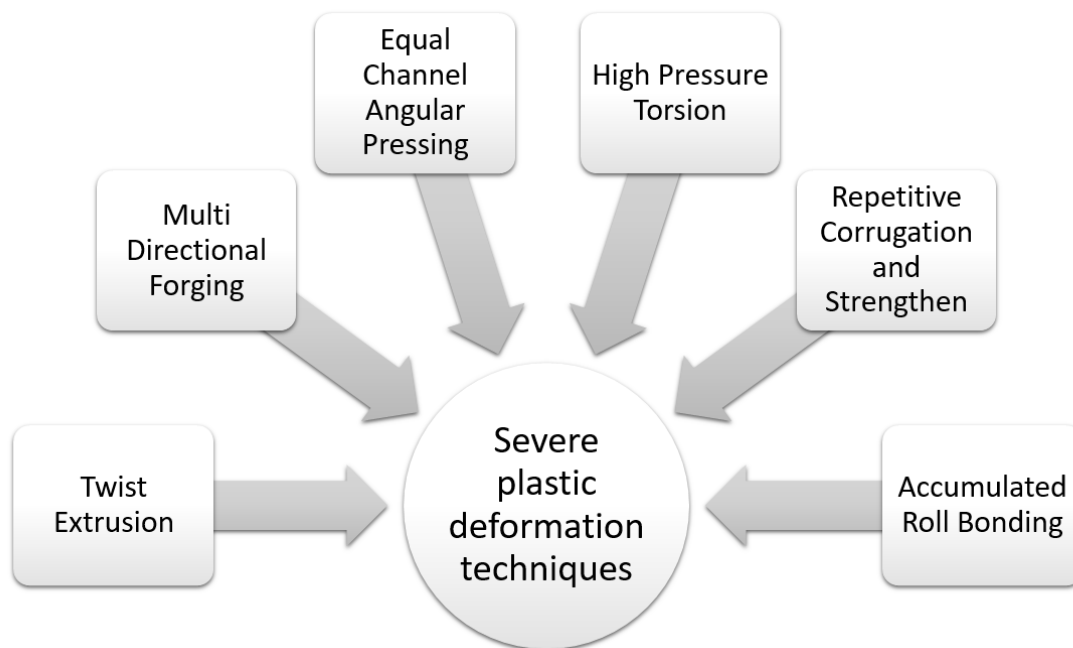 Equal
Channel
Angular
Pressing
High Pressure
Torsion
Multi
Directional
Forging
Repetitive
Corrugation
and
Strengthen
Twist
Extrusion
Severe
plastic
deformation
techniques
Accumulated
Roll Bonding